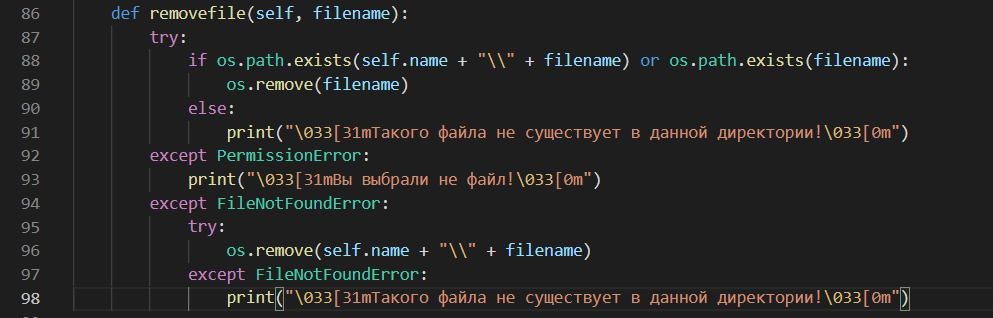 86 def removefile(self, filename):
87 try:
88 if os.path.exists(self.name + "\\" + filename) or os.path.exists(filename):
89 os.remove(filename)
90 else:
91 print("\033[31mТакого файла не существует в данной директории!\033[0m")
92 except PermissionError:
93 print("\033[31mВы выбрали не файл!\033[0m")
94 except FileNotFoundError:
95 try:
96 os.remove(self.name + "\\" + filename)
97 except FileNotFoundError:
98 print("\033[31mТакого файла не существует в данной директории!\033[0m")